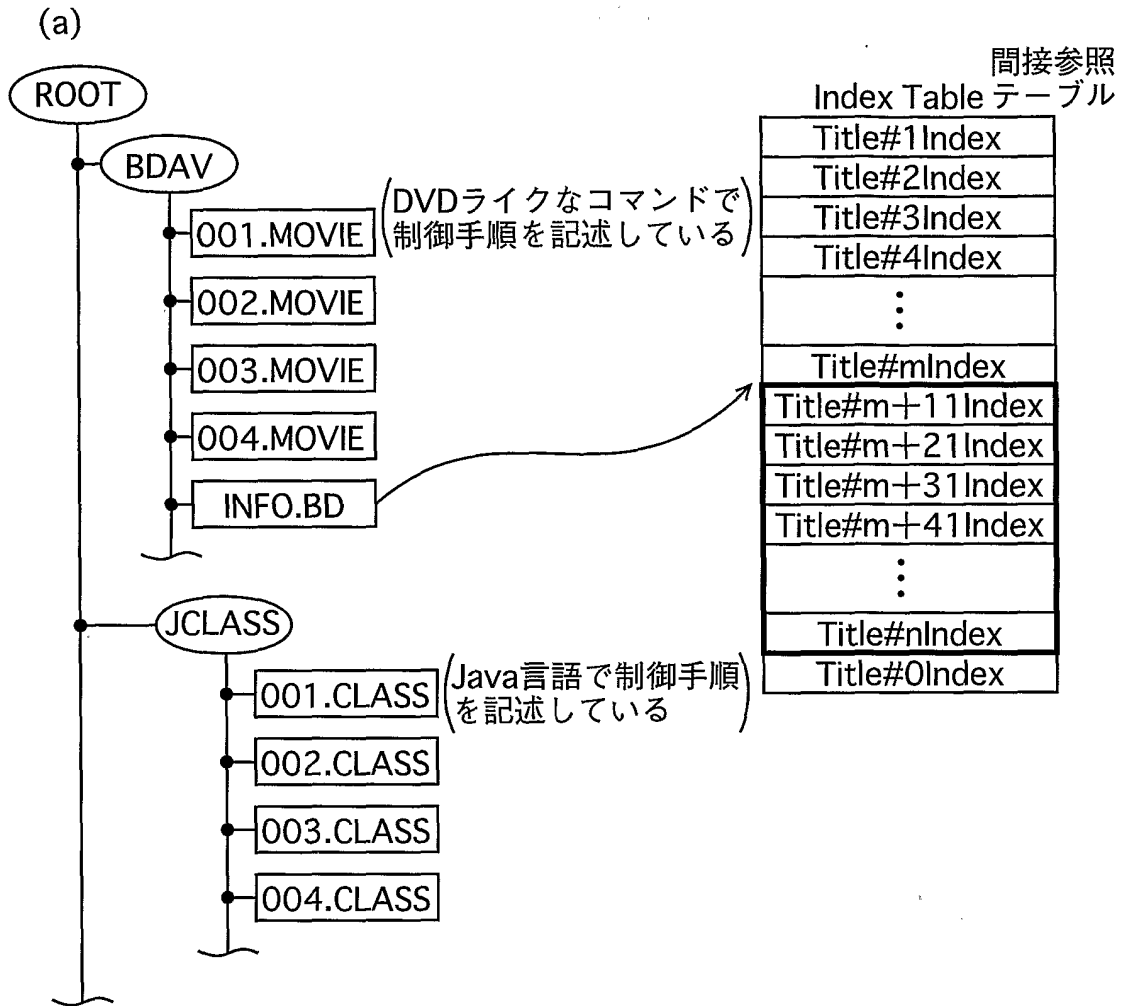 (a)
ROOT
BDAV
001.MOVIE
DVDライクなコマンドで
制御手順を記述している
002.MOVIE
003.MOVIE
004.MOVIE
INFO.BD
JCLASS
001.CLASS
Java言語で制御手順
を記述している
002.CLASS
003.CLASS
004.CLASS
間接参照
Index Table テーブル
Title#1Index
Title#2Index
Title#3Index
Title#4Index
Title#mIndex
Title#m+11Index
Title#m+21Index
Title#m+31Index
Title#m+41Index
Title#nIndex
Title#0Index